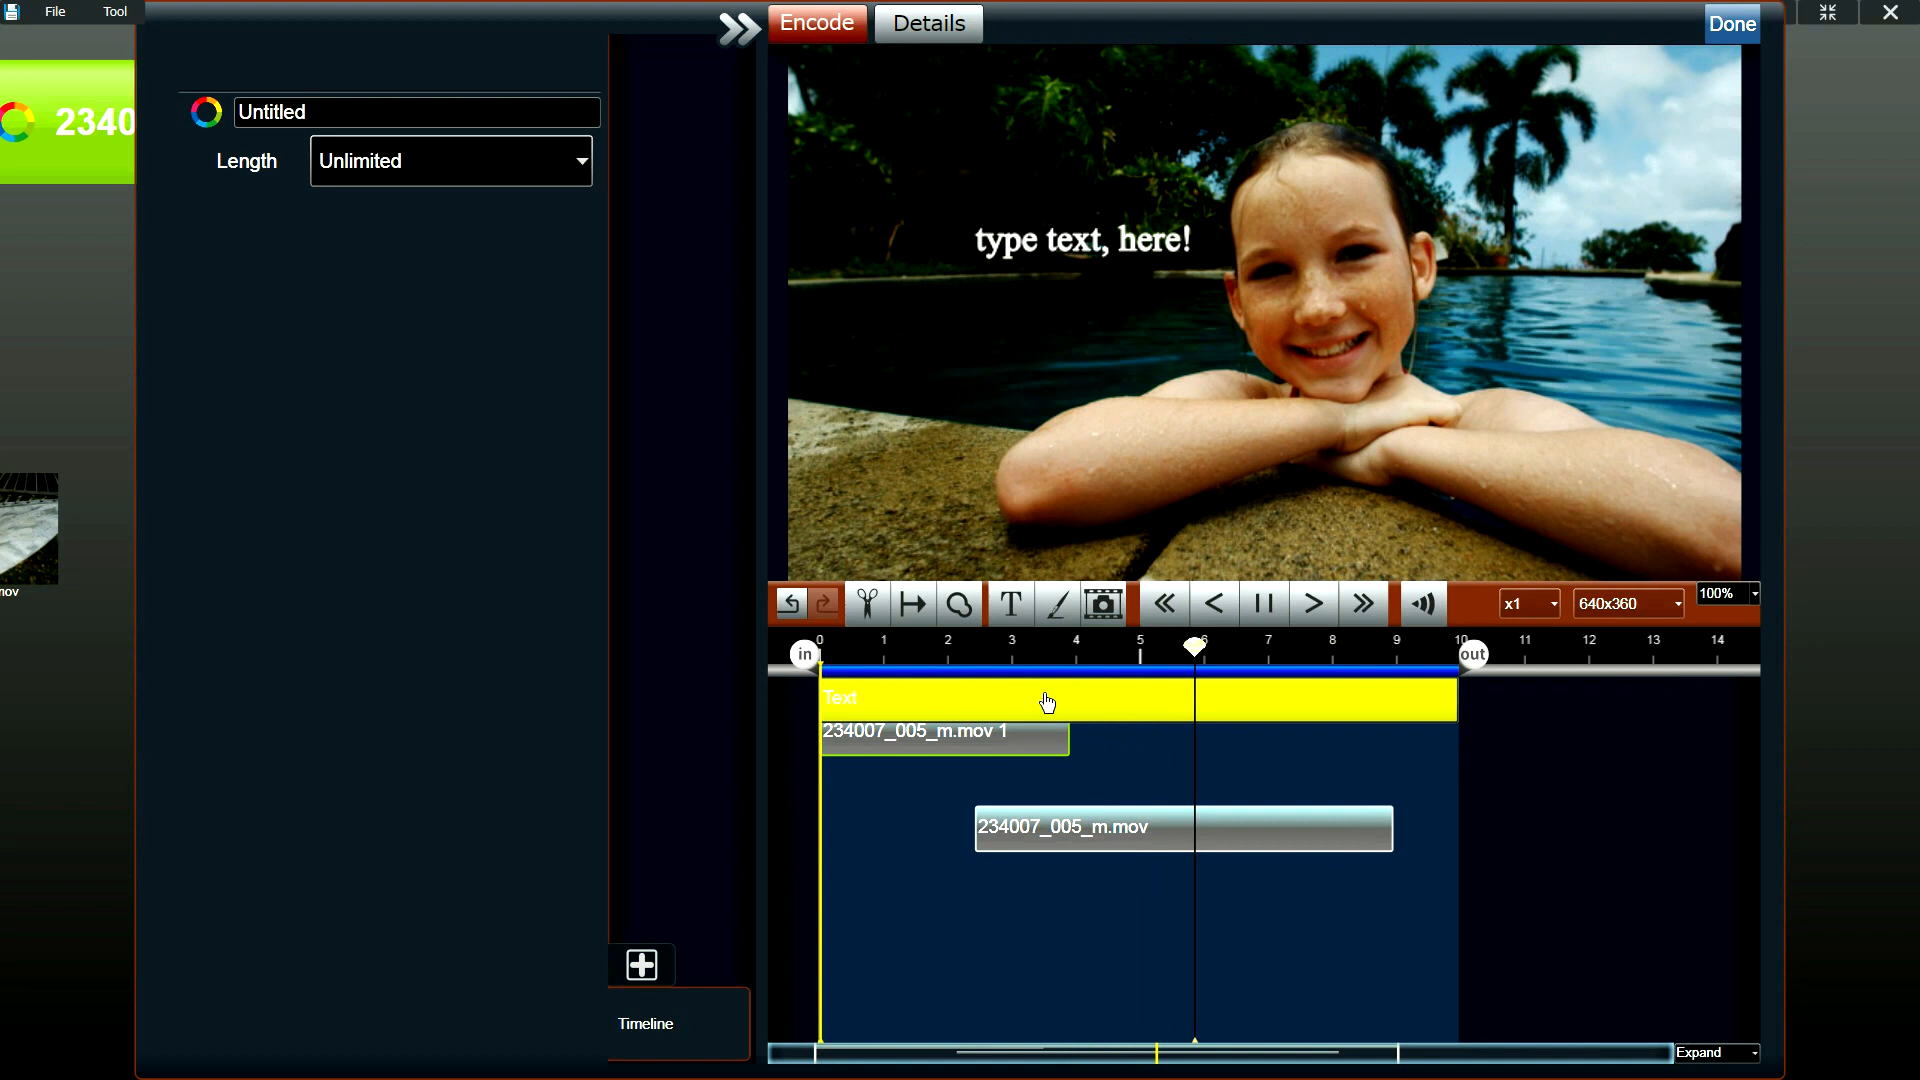 File Tool
Encode Details Done
2340
Untitled
Length Unlimited
type text, here!
mov
T x1 640x360 100%
0 1 2 3 4 5 6 7 8 9 10 11 12 13 14
in out
Text
234007_005_m.mov 1
234007_005_m.mov
Timeline
Expand